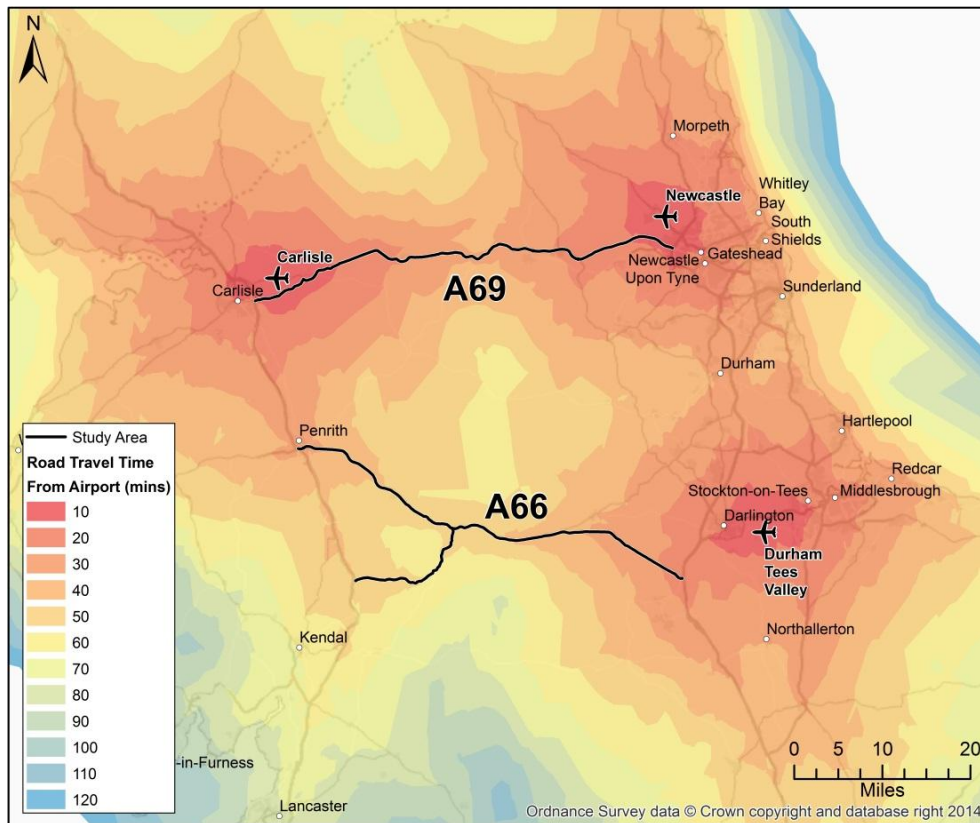 N
Morpeth
Newcastle
Whitley
Bay
South
Shields
Gateshead
Newcastle
Upon Tyne
Carlisle
Carlisle
A69
Sunderland
Durham
Penrith
Hartlepool
Redcar
Stockton-on-Tees
Middlesbrough
A66
Darlington
Durham
Tees
Valley
Northallerton
Kendal
-in-Furness
Lancaster
Study Area
Road Travel Time
From Airport (mins)
10
20
30
40
50
60
70
80
90
100
110
120
0 5 10 20
Miles
Ordnance Survey data © Crown copyright and database right 2014